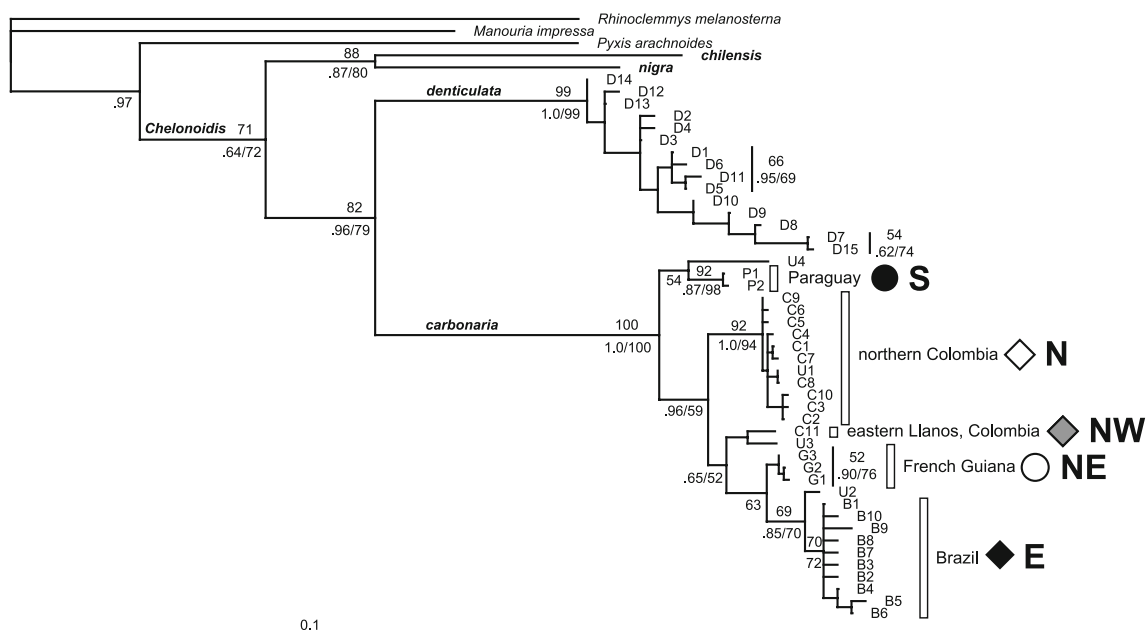 Rhinoclemmys melanosterna
Manouria impressa
Pyxis arachnoides
88
chilensis
.87/80
nigra
.97
denticulata 99
1.0/99
D14
D12
D13
D2
D4
D3
D1
D6
D11
D5
66
.95/69
D10
D9
D8
D7
D15
54
.62/74
Chelonoidis 71
.64/72
82
.96/79
U4
92
54
.87/98
P1
P2
Paraguay S
carbonaria 100
1.0/100
92
1.0/94
C9
C6
C5
C4
C1
C7
U1
C8
C10
C3
C2
northern Colombia N
.96/59
C11
eastern Llanos, Colombia NW
U3
.65/52
G3
G2
G1
52
.90/76
French Guiana NE
63
69
.85/70
U2
B1
B10
B9
B8
B7
B3
B2
B4
B5
B6
70
72
Brazil E
0.1